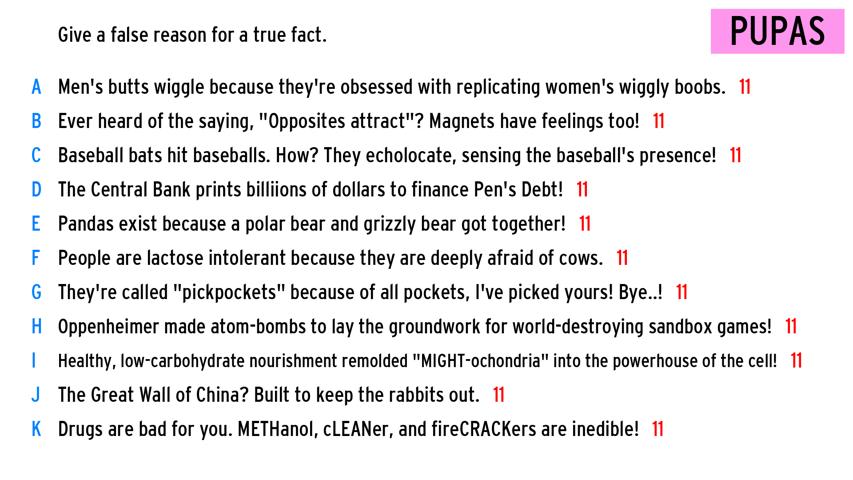 Give a false reason for a true fact.
PUPAS
A Men's butts wiggle because they're obsessed with replicating women's wiggly boobs. 11
B Ever heard of the saying, "Opposites attract"? Magnets have feelings too! 11
C Baseball bats hit baseballs. How? They echolocate, sensing the baseball's presence! 11
D The Central Bank prints billiions of dollars to finance Pen's Debt! 11
E Pandas exist because a polar bear and grizzly bear got together! 11
F People are lactose intolerant because they are deeply afraid of cows. 11
G They're called "pickpockets" because of all pockets, I've picked yours! Bye..! 11
H Oppenheimer made atom-bombs to lay the groundwork for world-destroying sandbox games! 11
I Healthy, low-carbohydrate nourishment remolded "MIGHT-ochondria" into the powerhouse of the cell! 11
J The Great Wall of China? Built to keep the rabbits out. 11
K Drugs are bad for you. METHanol, cLEANer, and fireCRACKers are inedible! 11